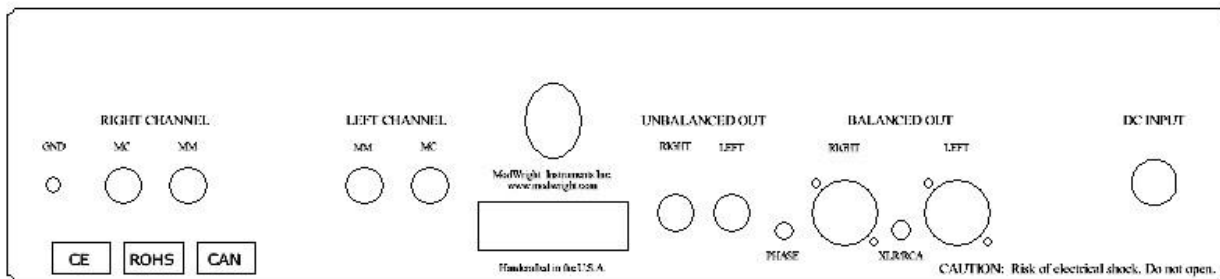 RIGHT CHANNEL
LEFT CHANNEL
UNBALANCED OUT
BALANCED OUT
DC INPUT
GND
MC
MM
MM
MC
RIGHT
LEFT
RIGHT
LEFT
ModWright Instruments Inc.
www.modwright.com
PHASE
XLR/RCA
CE
ROHS
CAN
Handcrafted in the U.S.A.
CAUTION: Risk of electrical shock. Do not open.